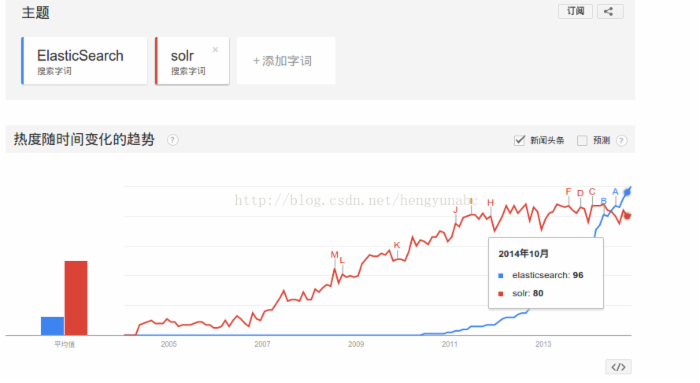 主题
订阅
ElasticSearch
搜索字词
solr ×
搜索字词
+添加字词
热度随时间变化的趋势 ?
新闻头条
预测 ?
http://blog.csdn.net/hengyunabc
F D C A
B
J I H
K
M
L
2014年10月
elasticsearch: 96
solr: 80
平均值
2005 2007 2009 2011 2013
</>